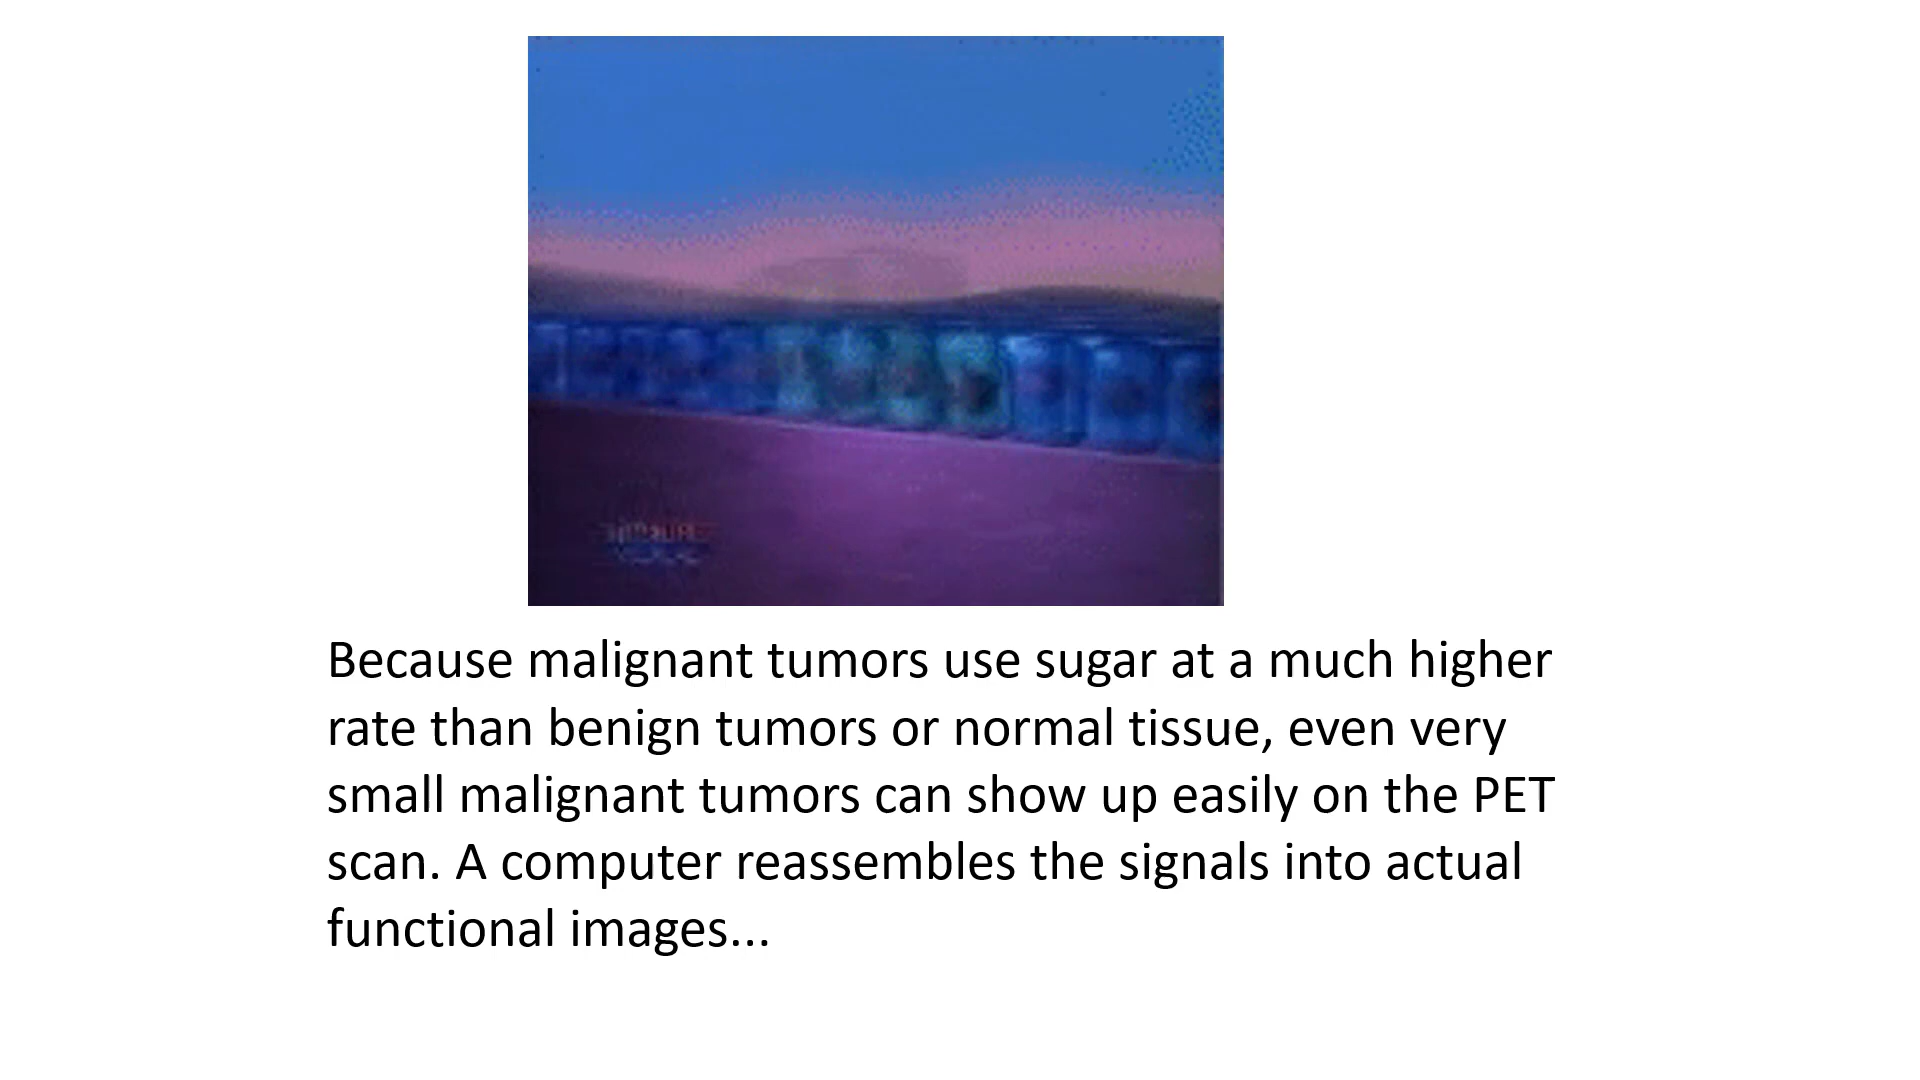 Because malignant tumors use sugar at a much higher
rate than benign tumors or normal tissue, even very
small malignant tumors can show up easily on the PET
scan. A computer reassembles the signals into actual
functional images...